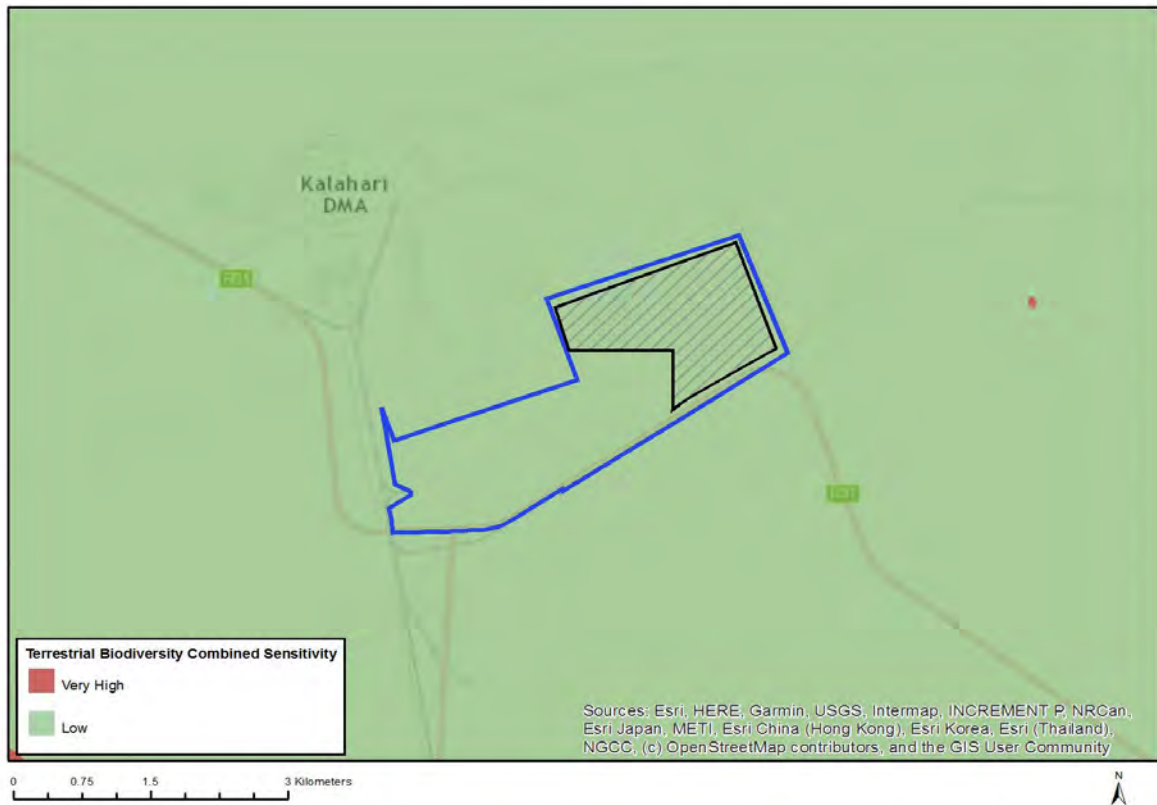 Kalahari
DMA
Terrestrial Biodiversity Combined Sensitivity
Very High
Low
Sources: Esri, HERE, Garmin, USGS, Intermap, INCREMENT P, NRCan,
Esri Japan, METI, Esri China (Hong Kong), Esri Korea, Esri (Thailand),
NGCC, (c) OpenStreetMap contributors, and the GIS User Community
0 0.75 1.5 3 Kilometers
N